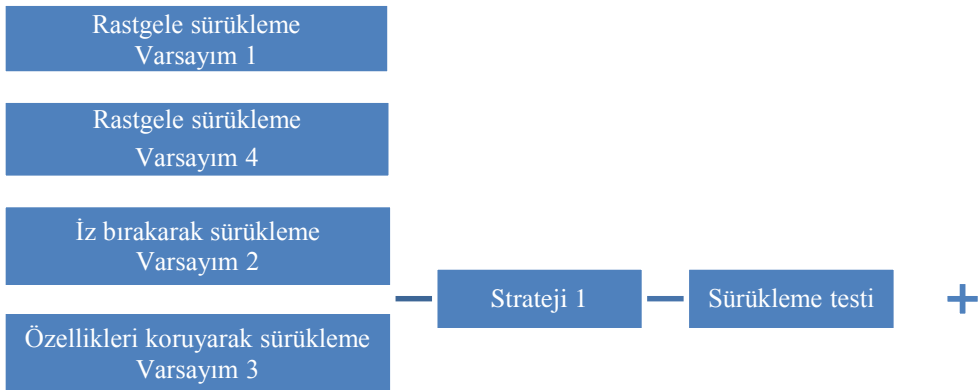 Rastgele sürükleme
Varsayım 1
Rastgele sürükleme
Varsayım 4
İz bırakarak sürükleme
Varsayım 2
Özellikleri koruyarak sürükleme
Varsayım 3
Strateji 1
Sürükleme testi
+